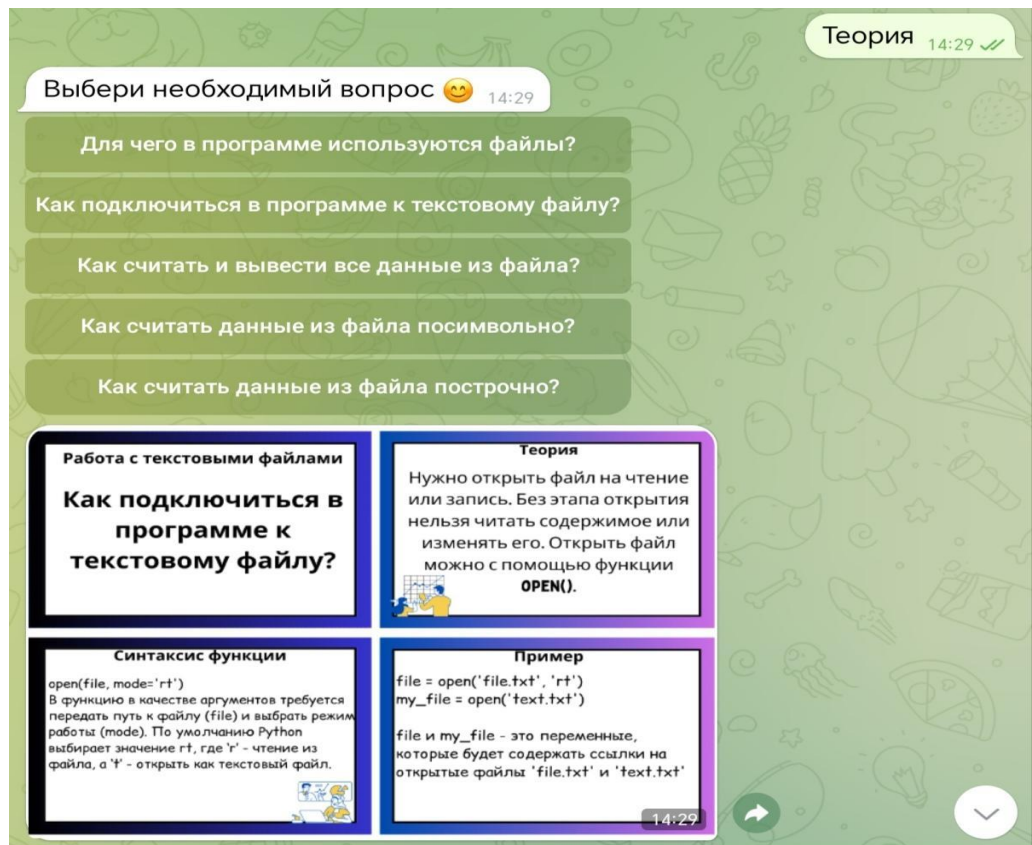 Теория 14:29
Выбери необходимый вопрос 😊 14:29
Для чего в программе используются файлы?
Как подключиться в программе к текстовому файлу?
Как считать и вывести все данные из файла?
Как считать данные из файла посимвольно?
Как считать данные из файла построчно?
Работа с текстовыми файлами
Как подключиться в
программе к
текстовому файлу?
Теория
Нужно открыть файл на чтение
или запись. Без этапа открытия
нельзя читать содержимое или
изменять его. Открыть файл
можно с помощью функции
OPEN().
Синтаксис функции
open(file, mode='rt')
В функцию в качестве аргументов требуется
передать путь к файлу (file) и выбрать режим
работы (mode). По умолчанию Python
выбирает значение rt, где 'r' - чтение из
файла, а 't' - открыть как текстовый файл.
Пример
file = open('file.txt', 'rt')
my_file = open('text.txt')
file и my_file - это переменные,
которые будет содержать ссылки на
открытые файлы 'file.txt' и 'text.txt'
14:29